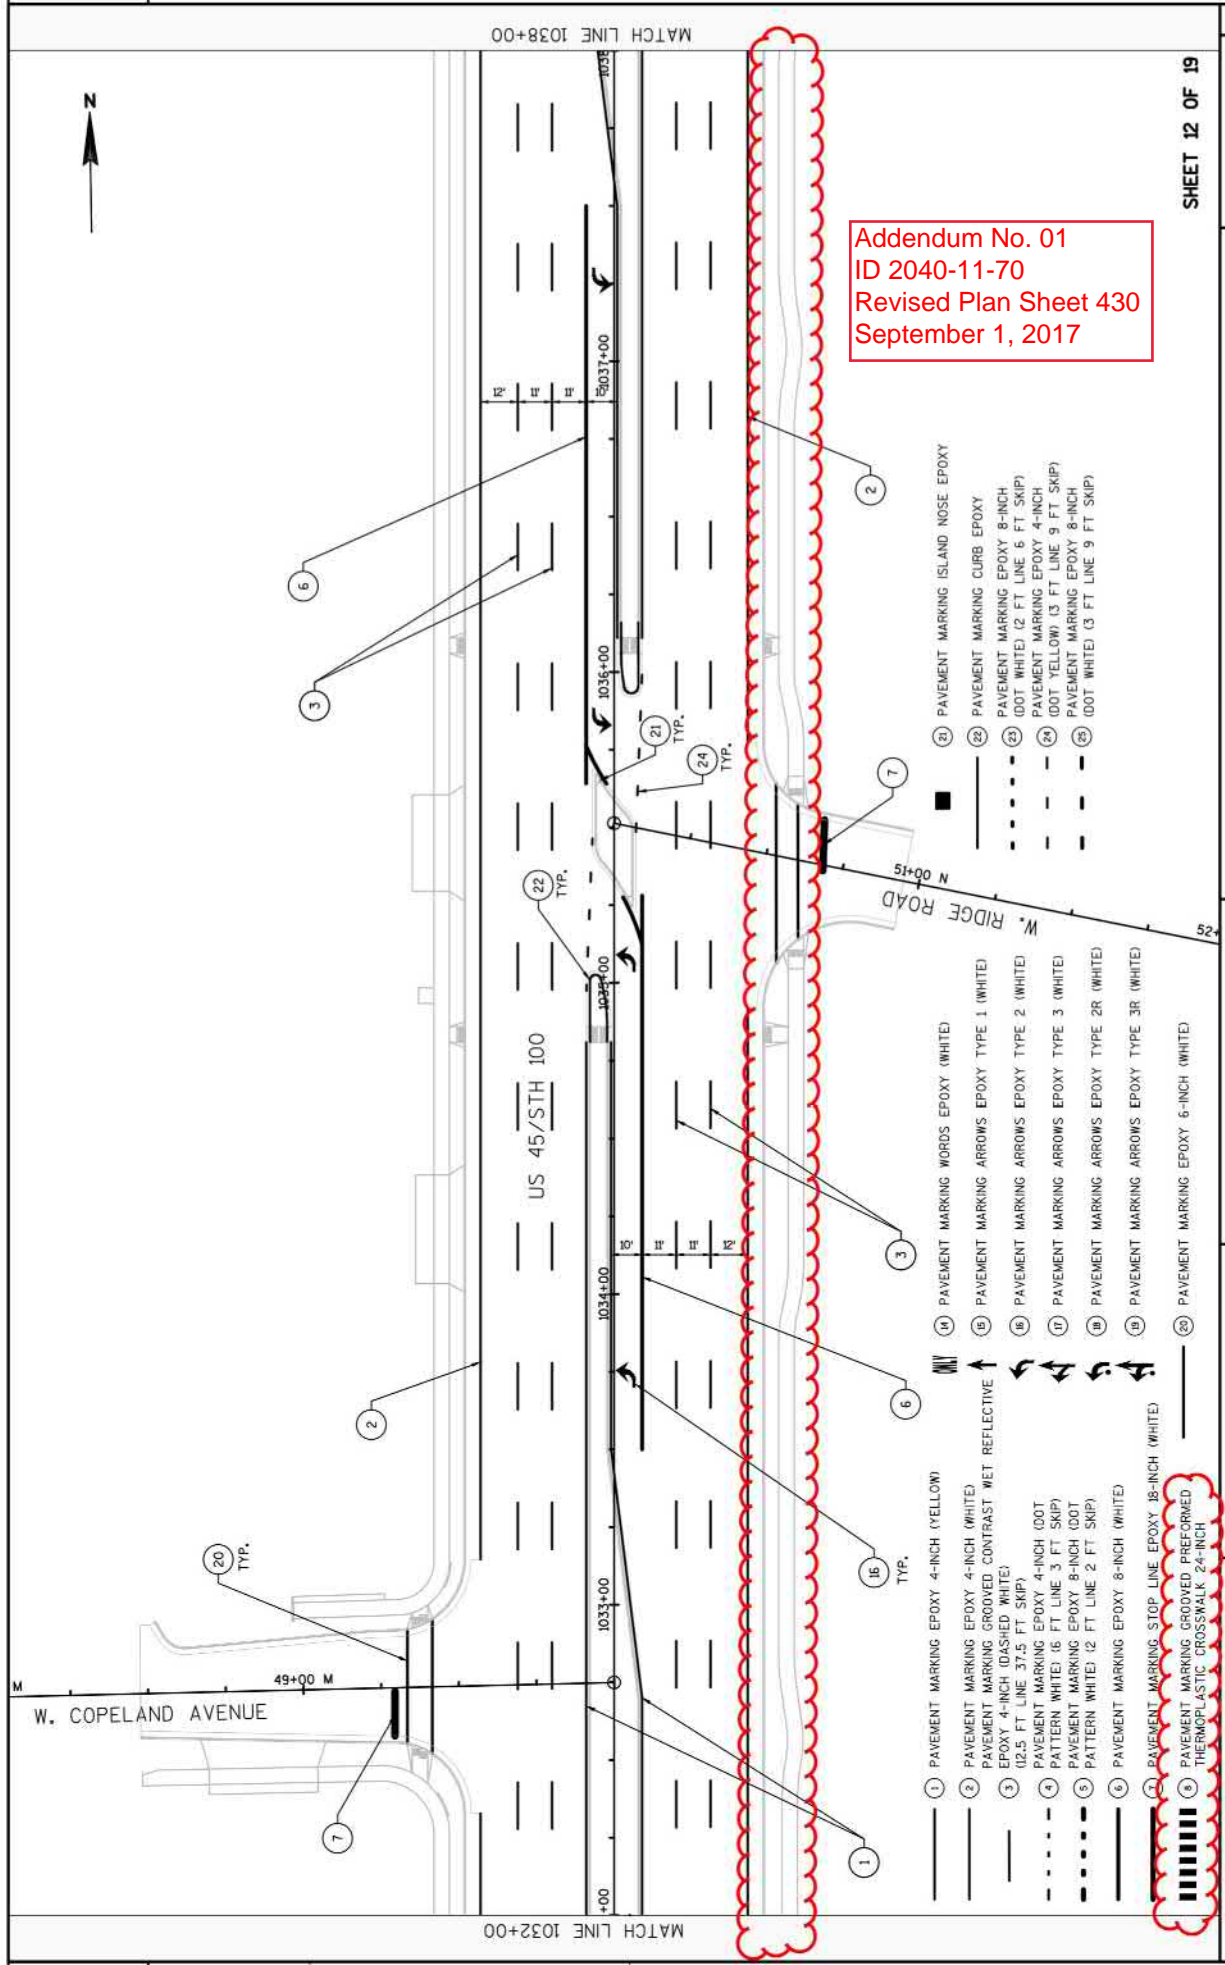 MATCH LINE 1038+00
N
SHEET 12 OF 19
Addendum No. 01
ID 2040-11-70
Revised Plan Sheet 430
September 1, 2017
1037+00
12'
11'
11'
10'
6
3
2
1036+00
21
TYP.
24
TYP.
7
22
TYP.
51+00 N
W. RIDGE ROAD
52+
1035+00
US 45/STH 100
3
10'
11'
11'
12'
1034+00
2
6
16
TYP.
20
TYP.
1033+00
M
49+00 M
W. COPELAND AVENUE
7
1
+00
MATCH LINE 1032+00
1 PAVEMENT MARKING EPOXY 4-INCH (YELLOW)
2 PAVEMENT MARKING EPOXY 4-INCH (WHITE)
PAVEMENT MARKING GROOVED CONTRAST WET REFLECTIVE
3 EPOXY 4-INCH (DASHED WHITE)
(12.5 FT LINE 37.5 FT SKIP)
4 PAVEMENT MARKING EPOXY 4-INCH (DOT
PATTERN WHITE) (6 FT LINE 3 FT SKIP)
5 PAVEMENT MARKING EPOXY 8-INCH (DOT
PATTERN WHITE) (2 FT LINE 2 FT SKIP)
6 PAVEMENT MARKING EPOXY 8-INCH (WHITE)
7 PAVEMENT MARKING STOP LINE EPOXY 18-INCH (WHITE)
8 PAVEMENT MARKING GROOVED PREFORMED
THERMOPLASTIC CROSSWALK 24-INCH
ONLY 14 PAVEMENT MARKING WORDS EPOXY (WHITE)
15 PAVEMENT MARKING ARROWS EPOXY TYPE 1 (WHITE)
16 PAVEMENT MARKING ARROWS EPOXY TYPE 2 (WHITE)
17 PAVEMENT MARKING ARROWS EPOXY TYPE 3 (WHITE)
18 PAVEMENT MARKING ARROWS EPOXY TYPE 2R (WHITE)
19 PAVEMENT MARKING ARROWS EPOXY TYPE 3R (WHITE)
20 PAVEMENT MARKING EPOXY 6-INCH (WHITE)
21 PAVEMENT MARKING ISLAND NOSE EPOXY
22 PAVEMENT MARKING CURB EPOXY
23 PAVEMENT MARKING EPOXY 8-INCH
(DOT WHITE) (2 FT LINE 6 FT SKIP)
24 PAVEMENT MARKING EPOXY 4-INCH
(DOT YELLOW) (3 FT LINE 9 FT SKIP)
25 PAVEMENT MARKING EPOXY 8-INCH
(DOT WHITE) (3 FT LINE 9 FT SKIP)